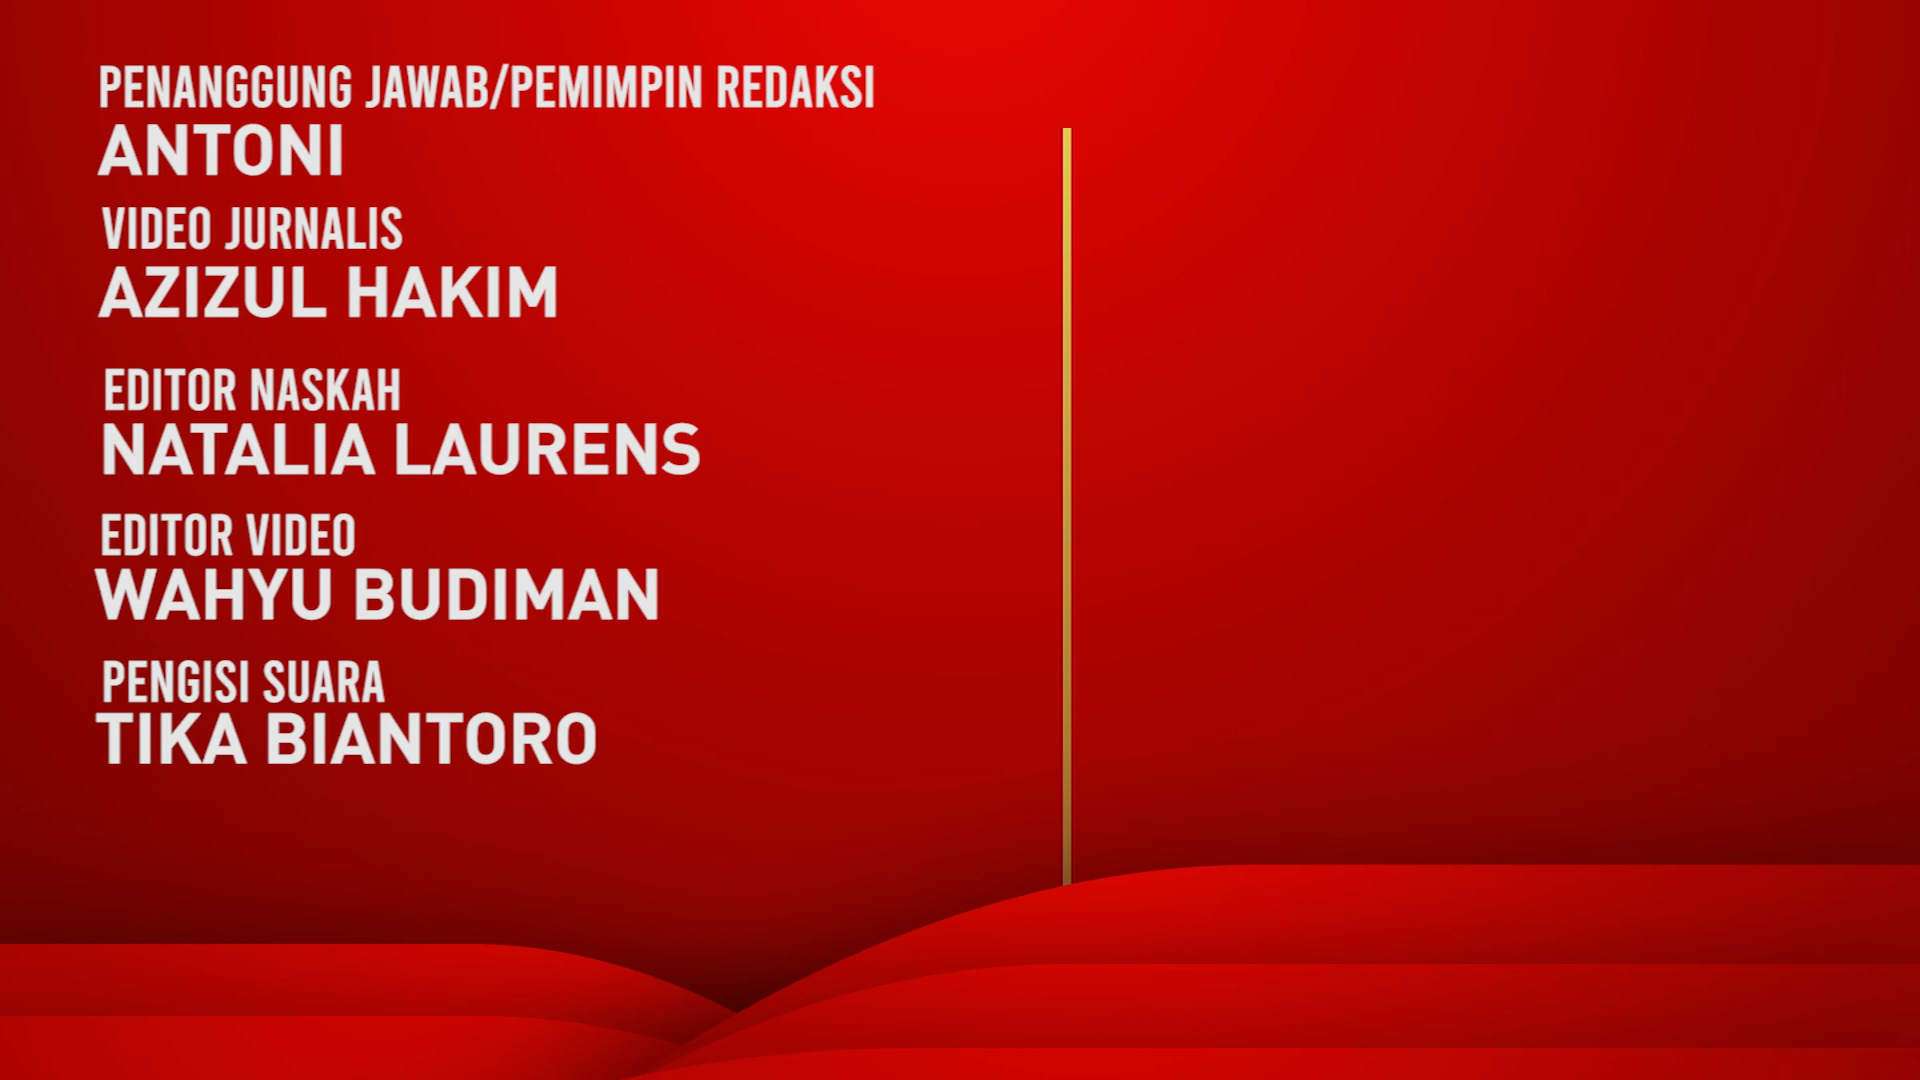 PENANGGUNG JAWAB/PEMIMPIN REDAKSI
ANTONI
VIDEO JURNALIS
AZIZUL HAKIM
EDITOR NASKAH
NATALIA LAURENS
EDITOR VIDEO
WAHYU BUDIMAN
PENGISI SUARA
TIKA BIANTORO